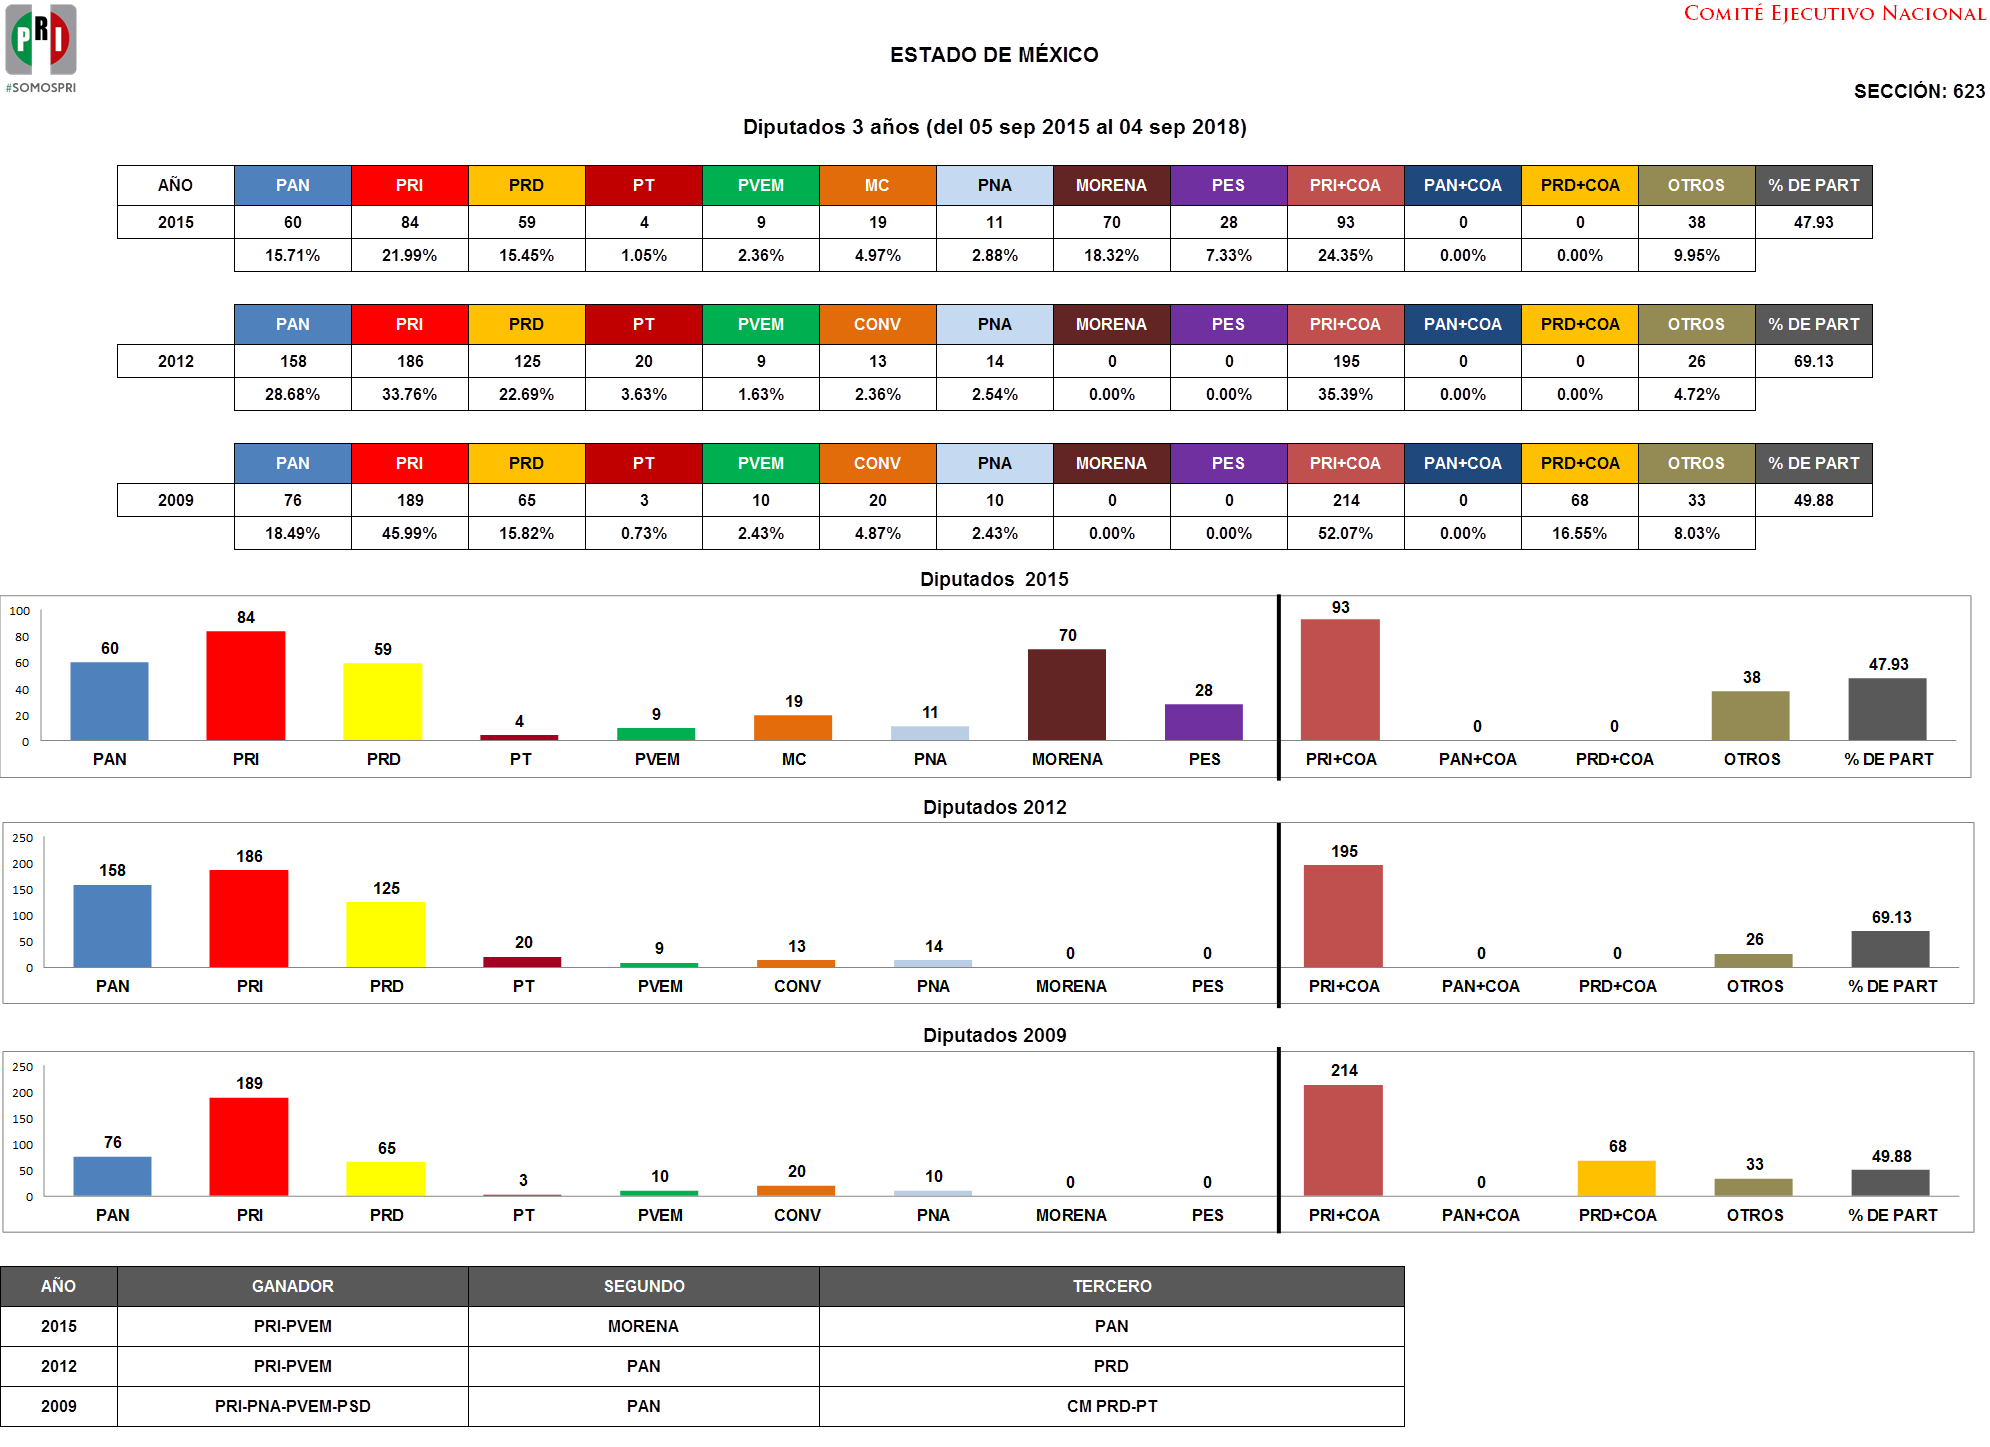 PRI
#SOMOSPRI
COMITÉ EJECUTIVO NACIONAL
ESTADO DE MÉXICO
SECCIÓN: 623
Diputados 3 años (del 05 sep 2015 al 04 sep 2018)
AÑO PAN PRI PRD PT PVEM MC PNA MORENA PES PRI+COA PAN+COA PRD+COA OTROS % DE PART
2015 60 84 59 4 9 19 11 70 28 93 0 0 38 47.93
15.71% 21.99% 15.45% 1.05% 2.36% 4.97% 2.88% 18.32% 7.33% 24.35% 0.00% 0.00% 9.95%
PAN PRI PRD PT PVEM CONV PNA MORENA PES PRI+COA PAN+COA PRD+COA OTROS % DE PART
2012 158 186 125 20 9 13 14 0 0 195 0 0 26 69.13
28.68% 33.76% 22.69% 3.63% 1.63% 2.36% 2.54% 0.00% 0.00% 35.39% 0.00% 0.00% 4.72%
PAN PRI PRD PT PVEM CONV PNA MORENA PES PRI+COA PAN+COA PRD+COA OTROS % DE PART
2009 76 189 65 3 10 20 10 0 0 214 0 68 33 49.88
18.49% 45.99% 15.82% 0.73% 2.43% 4.87% 2.43% 0.00% 0.00% 52.07% 0.00% 16.55% 8.03%
Diputados 2015
100
80
60
40
20
0
60 84 59 4 9 19 11 70 28 93 0 0 38 47.93
PAN PRI PRD PT PVEM MC PNA MORENA PES PRI+COA PAN+COA PRD+COA OTROS % DE PART
Diputados 2012
250
200
150
100
50
0
158 186 125 20 9 13 14 0 0 195 0 0 26 69.13
PAN PRI PRD PT PVEM CONV PNA MORENA PES PRI+COA PAN+COA PRD+COA OTROS % DE PART
Diputados 2009
250
200
150
100
50
0
76 189 65 3 10 20 10 0 0 214 0 68 33 49.88
PAN PRI PRD PT PVEM CONV PNA MORENA PES PRI+COA PAN+COA PRD+COA OTROS % DE PART
AÑO GANADOR SEGUNDO TERCERO
2015 PRI-PVEM MORENA PAN
2012 PRI-PVEM PAN PRD
2009 PRI-PNA-PVEM-PSD PAN CM PRD-PT